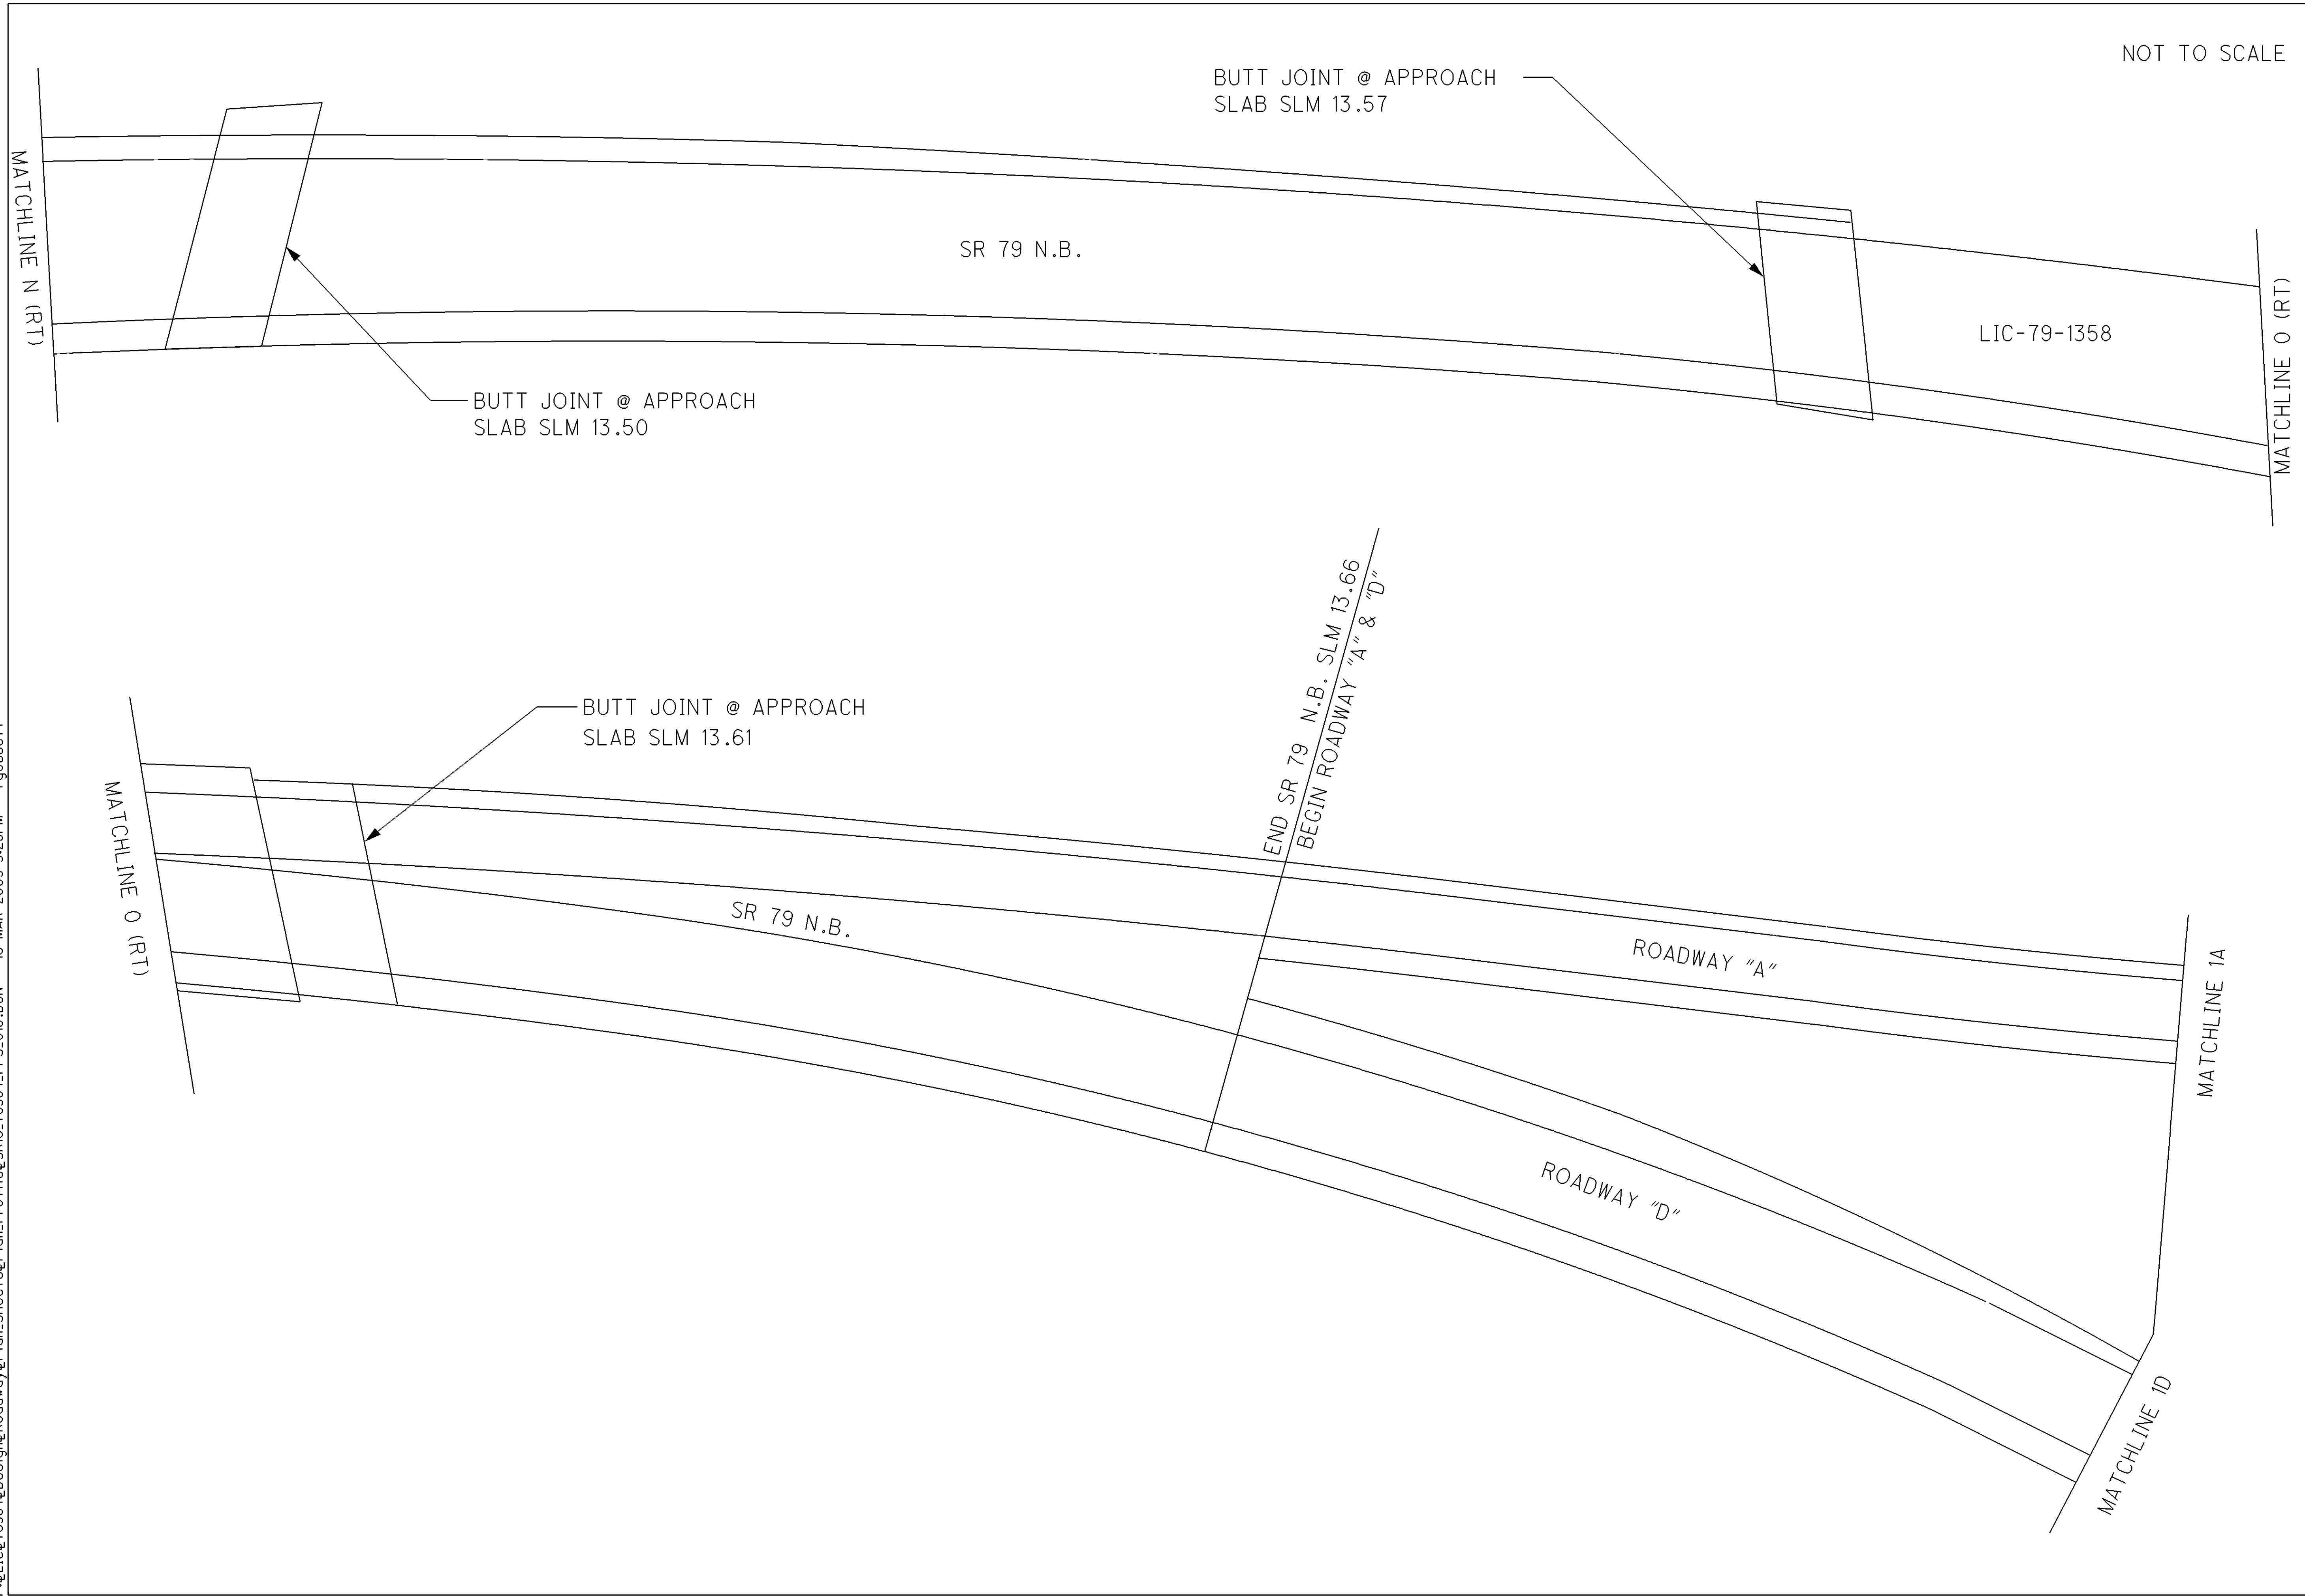 NOT TO SCALE
BUTT JOINT @ APPROACH
SLAB SLM 13.57
MATCHLINE N (RT)
SR 79 N.B.
LIC-79-1358
MATCHLINE O (RT)
BUTT JOINT @ APPROACH
SLAB SLM 13.50
END SR 79 N.B. SLM 13.66
BEGIN ROADWAY "A" & "D"
BUTT JOINT @ APPROACH
SLAB SLM 13.61
MATCHLINE O (RT)
SR 79 N.B.
ROADWAY "A"
MATCHLINE 1A
ROADWAY "D"
MATCHLINE 1D